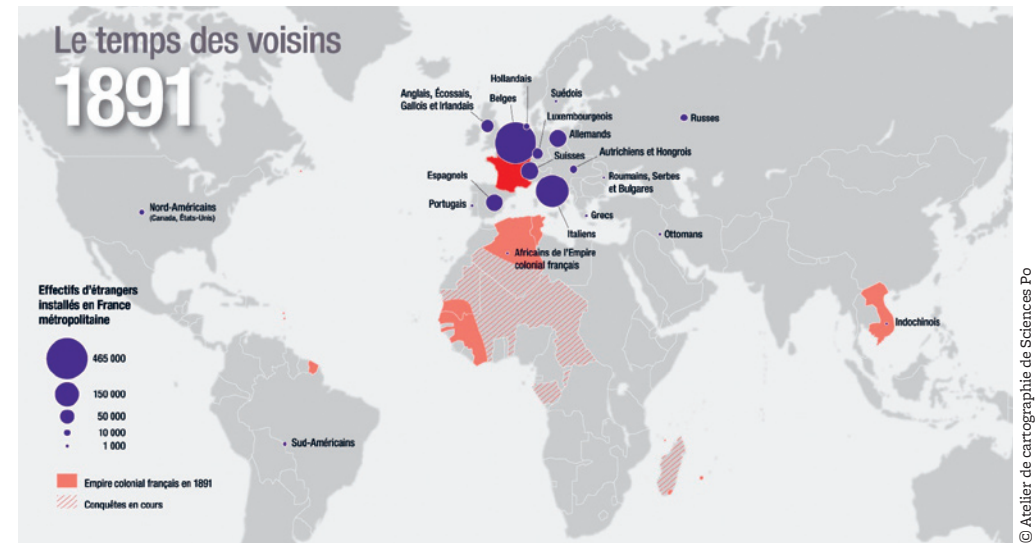 Le temps des voisins
1891
Hollandais
Anglais, Écossais,
Gallois et Irlandais
Belges
Suédois
Luxembourgeois
Allemands
Russes
Suisses
Autrichiens et Hongrois
Espagnols
Roumains, Serbes
et Bulgares
Portugais
Grecs
Italiens
Ottomans
Nord-Américains
(Canada, États-Unis)
Africains de l'Empire
colonial français
Indochinois
Sud-Américains
Effectifs d'étrangers
installés en France
métropolitaine
465 000
150 000
50 000
10 000
1 000
Empire colonial français en 1891
Conquêtes en cours
© Atelier de cartographie de Sciences Po